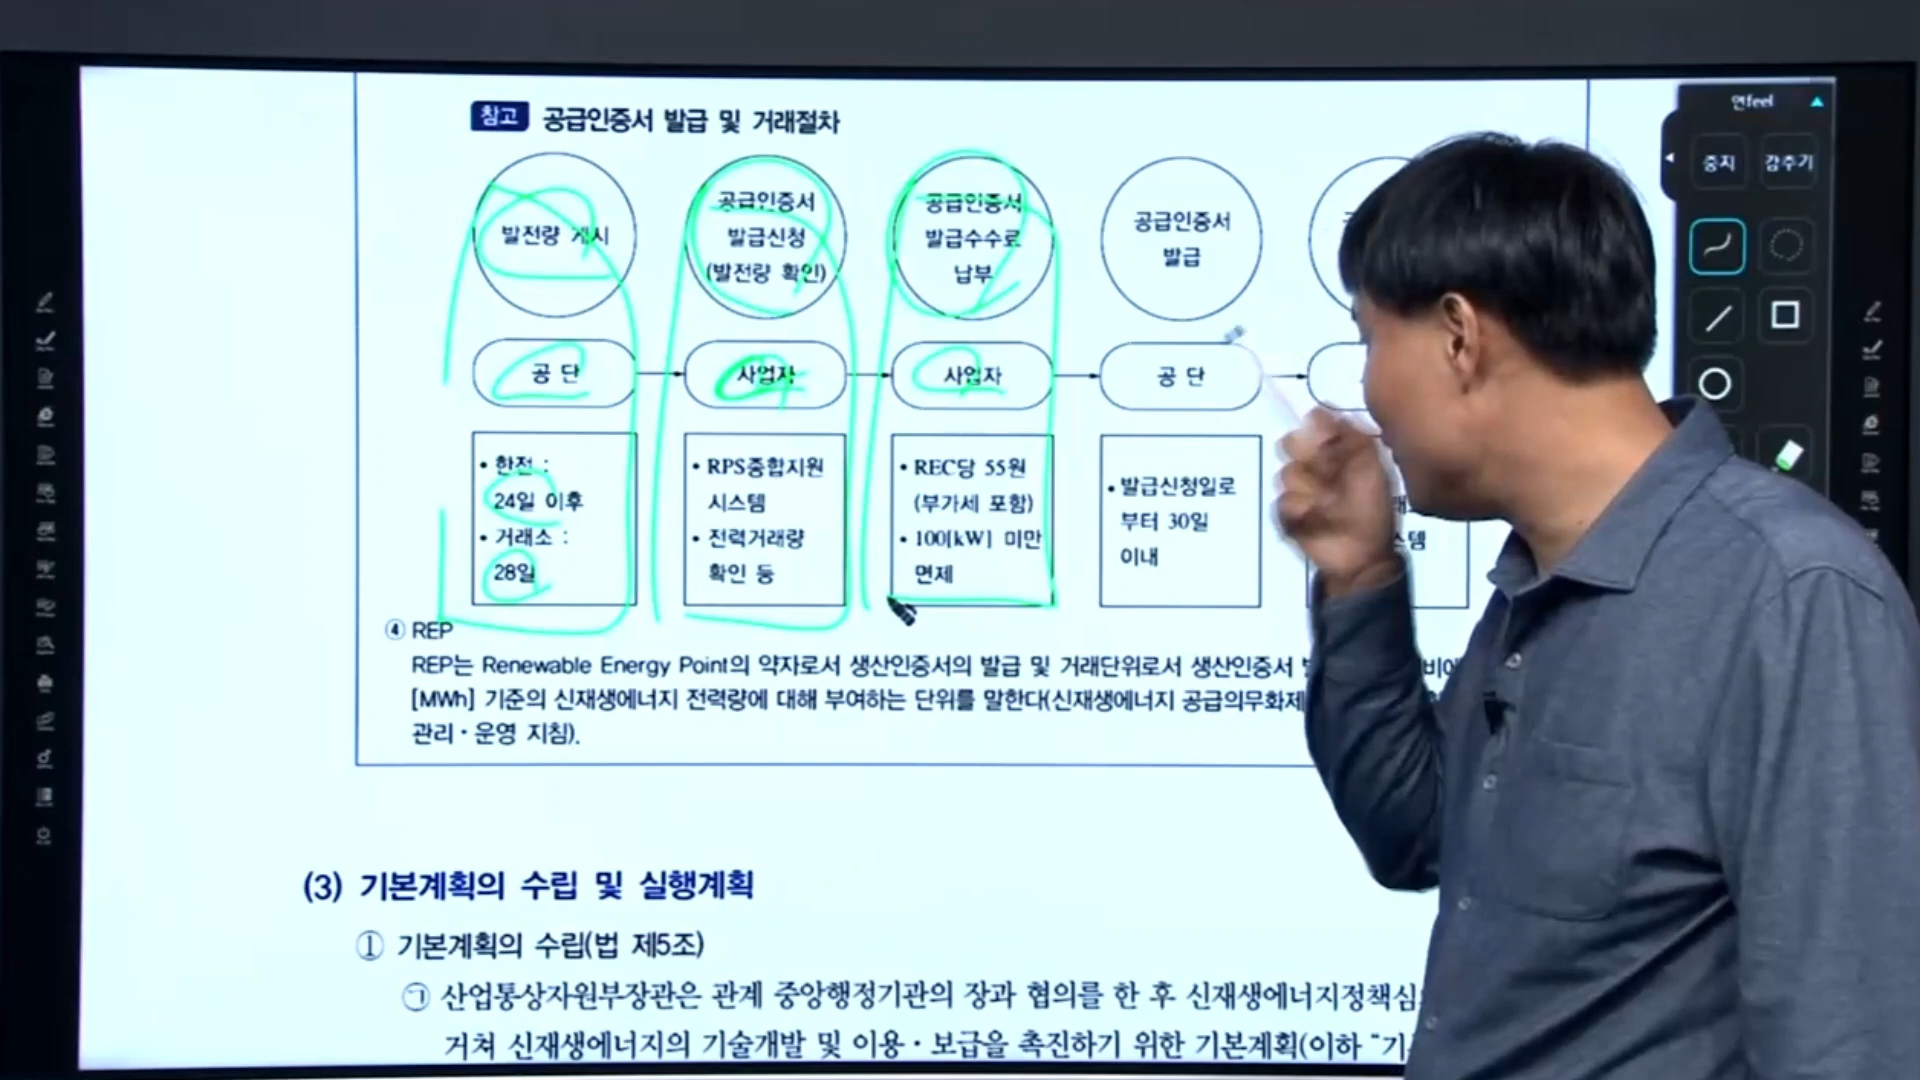 참고 공급인증서 발급 및 거래절차
발전량 게시
공급인증서
발급신청
(발전량 확인)
공급인증서
발급수수료
납부
공급인증서
발급
공 단
사업자
사업자
공 단
• 한전 :
24일 이후
• 거래소 :
28일
• RPS종합지원
시스템
• 전력거래량
확인 등
• REC당 55원
(부가세 포함)
• 100[kW] 미만
면제
• 발급신청일로
부터 30일
이내
④ REP
REP는 Renewable Energy Point의 약자로서 생산인증서의 발급 및 거래단위로서 생산인증서
[MWh] 기준의 신재생에너지 전력량에 대해 부여하는 단위를 말한다(신재생에너지 공급의무화제
관리・운영 지침).
(3) 기본계획의 수립 및 실행계획
① 기본계획의 수립(법 제5조)
㉠ 산업통상자원부장관은 관계 중앙행정기관의 장과 협의를 한 후 신재생에너지정책심
거쳐 신재생에너지의 기술개발 및 이용・보급을 촉진하기 위한 기본계획(이하 "기
연feel
중지
감추기